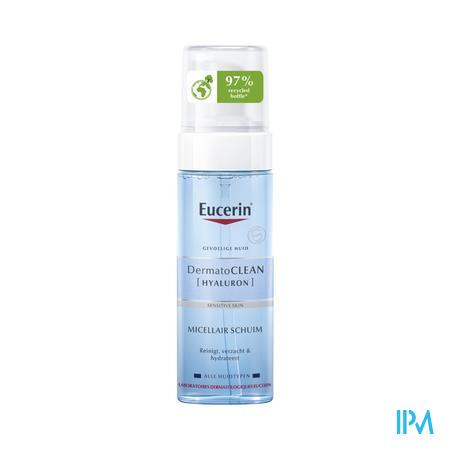 97%
recycled
bottle*
Eucerin®
GEVOELIGE HUID
DermatoCLEAN
[ HYALURON ]
SENSITIVE SKIN
MICELLAIR SCHUIM
Reinigt, verzacht &
hydrateert
ALLE HUIDTYPEN
LABORATOIRES DERMATOLOGIQUES EUCERIN
IPM